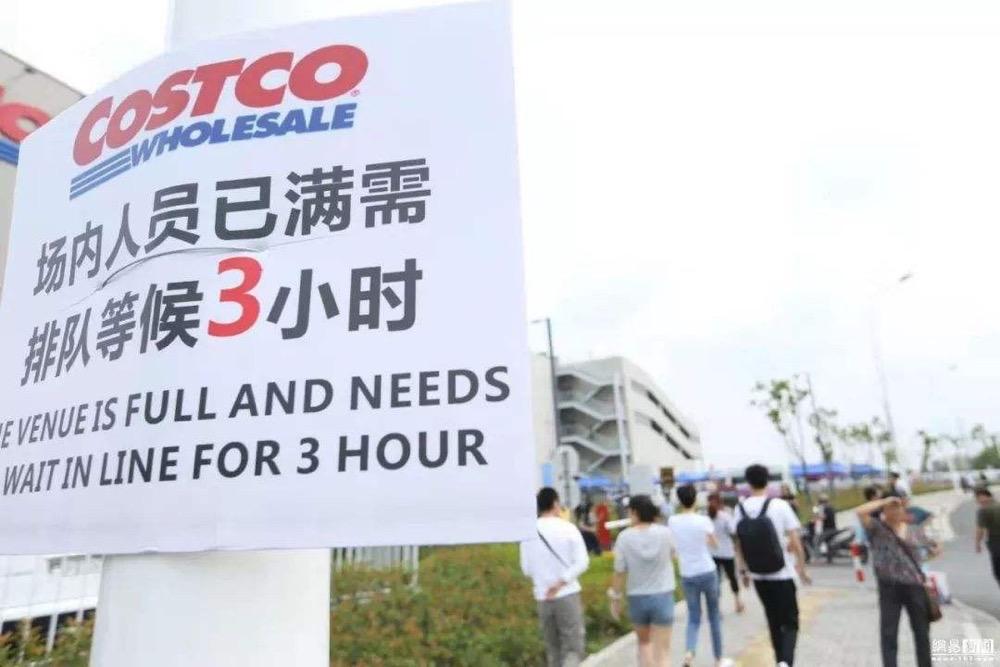 COSTCO
WHOLESALE
场内人员已满需
排队等候3小时
VENUE IS FULL AND NEEDS
WAIT IN LINE FOR 3 HOUR